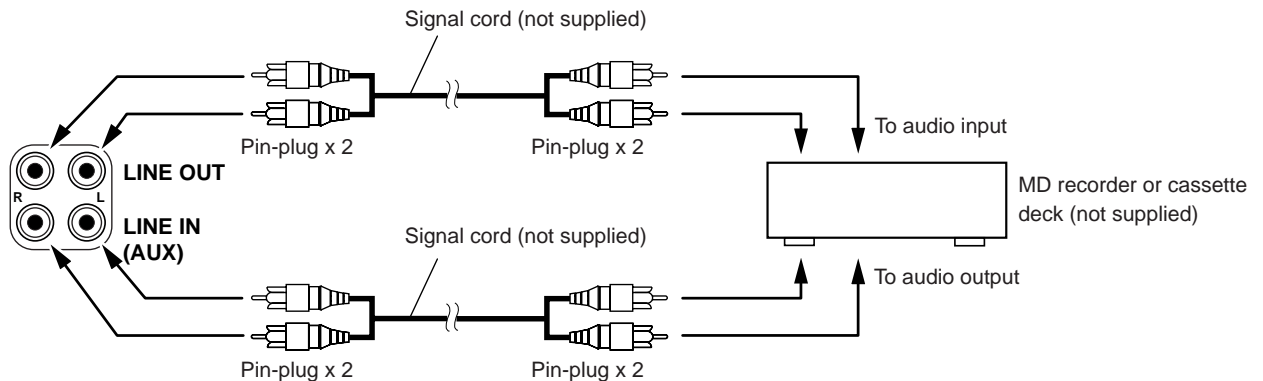 Signal cord (not supplied)
Pin-plug x 2
Pin-plug x 2
To audio input
LINE OUT
R
L
LINE IN
(AUX)
MD recorder or cassette
deck (not supplied)
Signal cord (not supplied)
To audio output
Pin-plug x 2
Pin-plug x 2